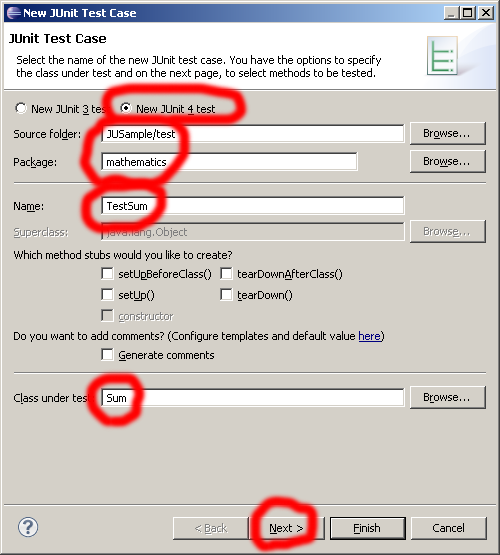 New JUnit Test Case
JUnit Test Case
Select the name of the new JUnit test case. You have the options to specify
the class under test and on the next page, to select methods to be tested.
New JUnit 3 tes New JUnit 4 test
Source folder: JUSample/test Browse...
Package: mathematics Browse...
Name: TestSum
Superclass: java.lang.Object Browse...
Which method stubs would you like to create?
setUpBeforeClass() tearDownAfterClass()
setUp() tearDown()
constructor
Do you want to add comments? (Configure templates and default value here)
Generate comments
Class under tes Sum Browse...
? < Back Next > Finish Cancel